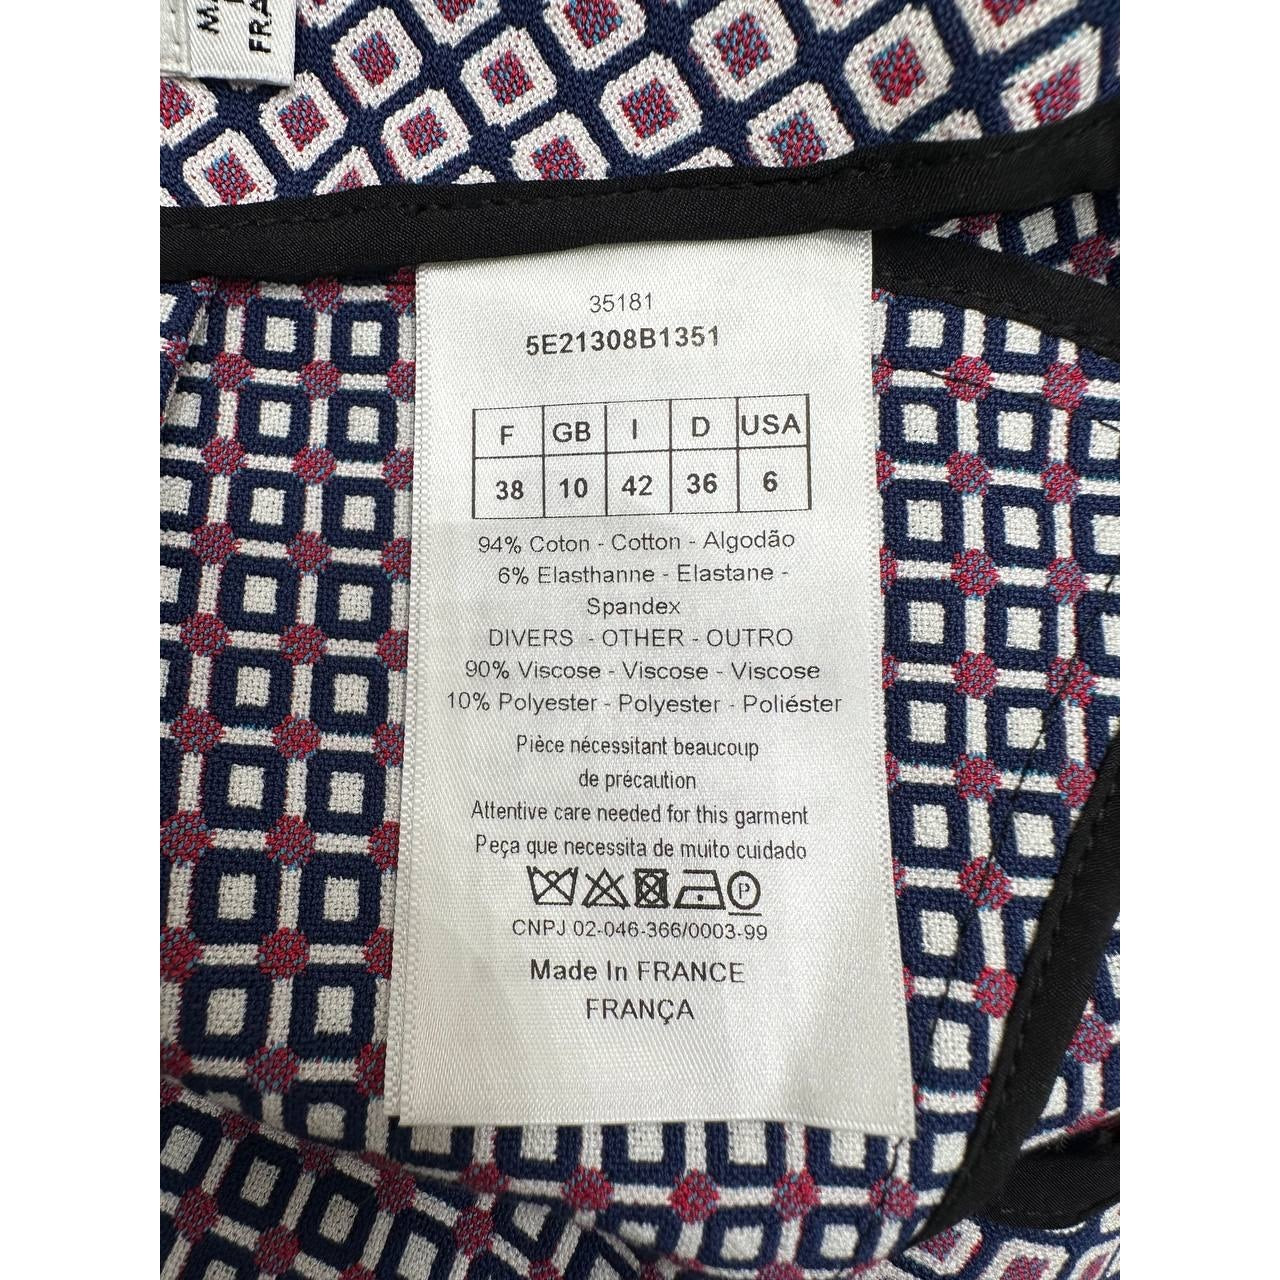 FRA
35181
5E21308B1351
F GB I D USA
38 10 42 36 6
94% Coton - Cotton - Algodão
6% Elasthanne - Elastane -
Spandex
DIVERS - OTHER - OUTRO
90% Viscose - Viscose - Viscose
10% Polyester - Polyester - Poliéster
Pièce nécessitant beaucoup
de précaution
Attentive care needed for this garment
Peça que necessita de muito cuidado
P
CNPJ 02-046-366/0003-99
Made In FRANCE
FRANÇA